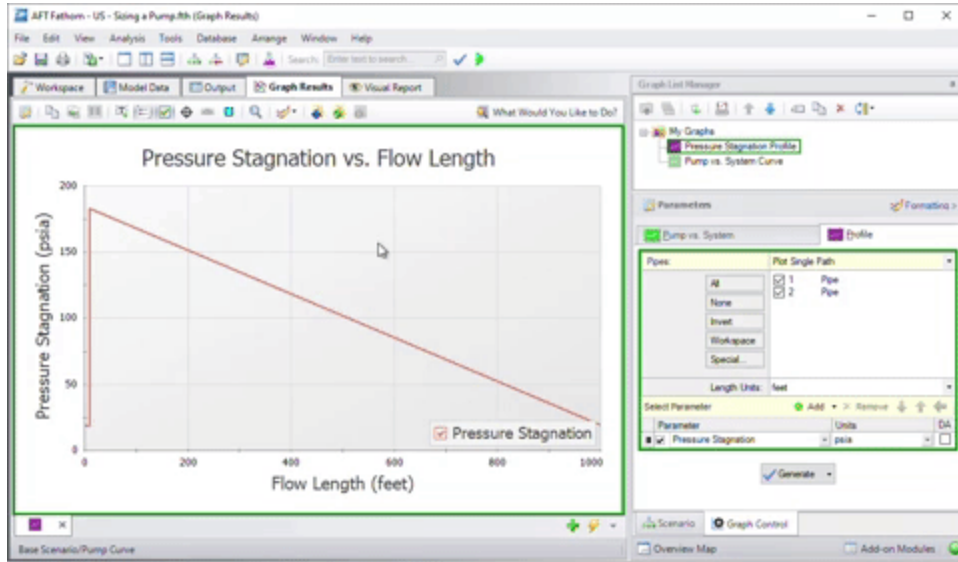 AFT Fathom - US - Sizing a Pump.fth (Graph Results)
File Edit View Analysis Tools Database Arrange Window Help
Search: Enter text to search...
Workspace Model Data Output Graph Results Visual Report
What Would You Like to Do?
Pressure Stagnation vs. Flow Length
Pressure Stagnation (psia)
200
150
100
50
0
Pressure Stagnation
0 200 400 600 800 1000
Flow Length (feet)
Base Scenario/Pump Curve
Graph List Manager
My Graphs
Pressure Stagnation Profile
Pump vs. System Curve
Parameters Formatting >
Pump vs. System Profile
Pipes: Plot Single Path
All
None
Invert
Workspace
Special...
1 Pipe
2 Pipe
Length Units: feet
Select Parameter Add Remove
Parameter Units DA
Pressure Stagnation psia
Generate
Scenario Graph Control
Overview Map Add-on Modules